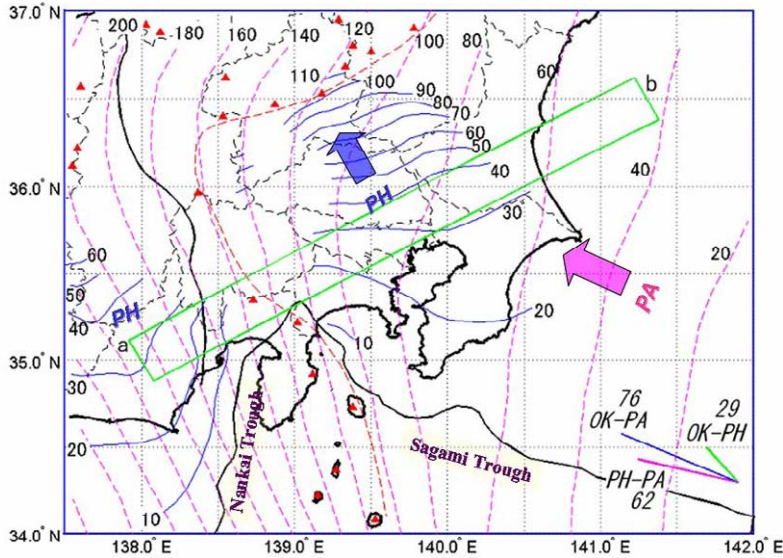 37.0° N
36.0° N
35.0° N
34.0° N
138.0° E
139.0° E
140.0° E
141.0° E
142.0° E
200
180
160
140
120
100
80
60
40
20
110
100
90
80
70
60
50
40
30
20
10
60
50
40
30
20
10
PH
PH
PA
a
b
Nankai Trough
Sagami Trough
76
OK-PA
29
OK-PH
PH-PA
62